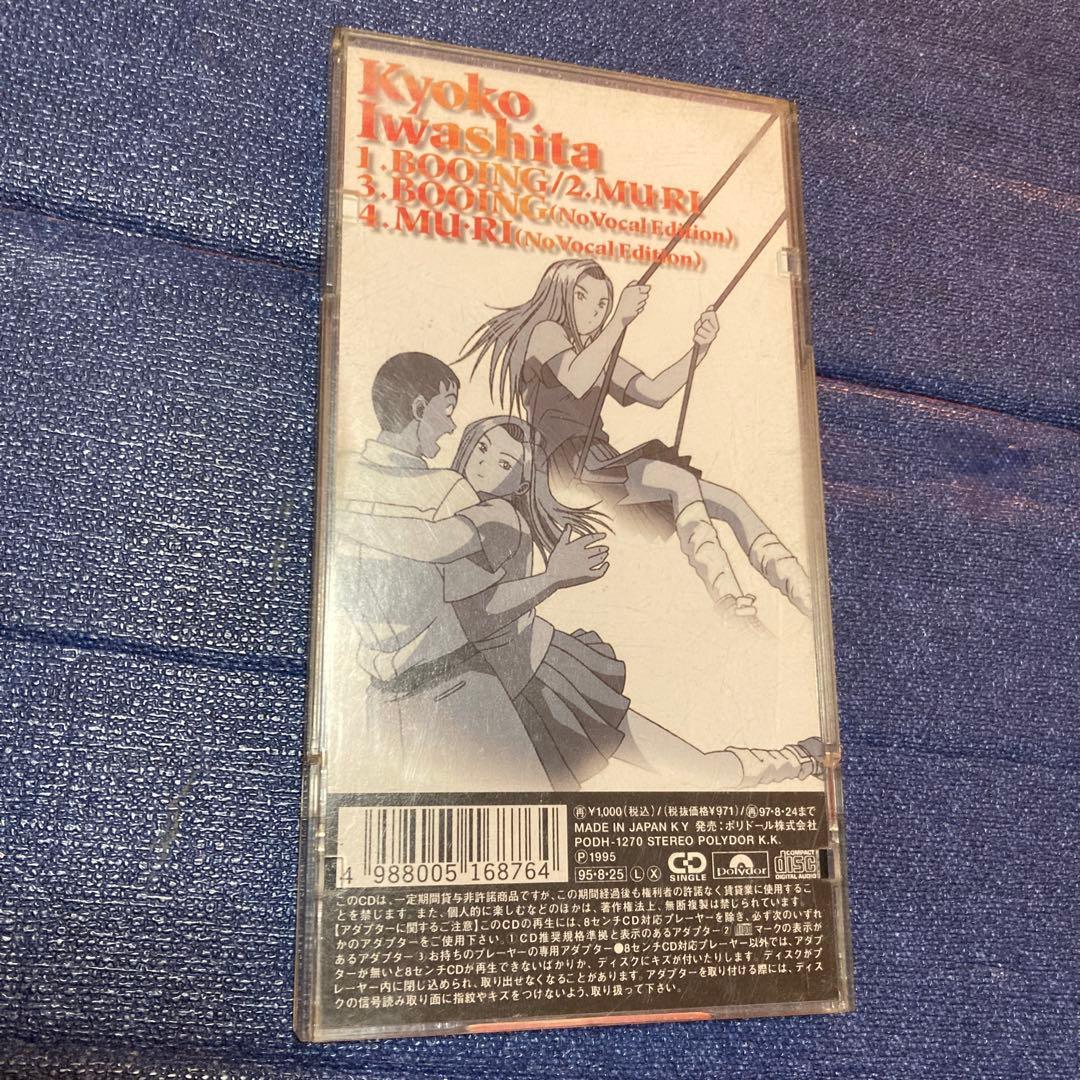 Kyoko
Iwashita
1.BOOING/2.MU·RI
3.BOOING(No Vocal Edition)
4.MU·RI(No Vocal Edition)
4 988005 168764
再¥1,000(税込)/(税抜価格¥971)/再97·8·24まで
MADE IN JAPAN K Y 発売:ポリドール株式会社
PODH-1270 STEREO POLYDOR K.K.
Ⓟ1995
95·8·25 Ⓛ Ⓧ CD SINGLE Polydor COMPACT disc DIGITAL AUDIO
このCDは、一定期間貸与非許諾商品ですが、この期間経過後も権利者の許諾なく賃貸業に使用するこ
とを禁じます。また、個人的に楽しむなどのほかは、著作権法上、無断複製は禁じられています。
【アダプターに関するご注意】このCDの再生には、8センチCD対応プレーヤーを除き、必ず次のいずれ
かのアダプターをご使用下さい。1 CD推奨規格準拠と表示のあるアダプター2 マークの表示が
あるアダプター3 お持ちのプレーヤーの専用アダプター●8センチCD対応プレーヤー以外では、アダプ
ターが無いと8センチCDが再生できないばかりか、ディスクにキズが付いたりします。ディスクがプ
レーヤー内に閉じ込められ、取り出せなくなることがあります。アダプターを取り付ける際には、ディス
クの信号読み取り面に指紋やキズをつけないよう、取り扱って下さい。